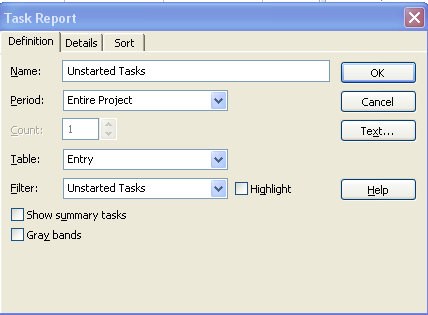 Task Report
Definition Details Sort
Name: Unstarted Tasks OK
Period: Entire Project Cancel
Count: 1 Text...
Table: Entry
Filter: Unstarted Tasks Highlight Help
Show summary tasks
Gray bands